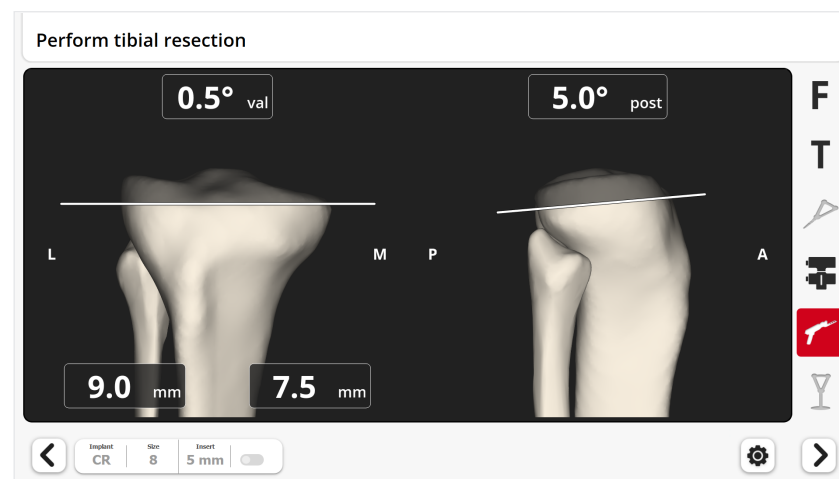 Perform tibial resection
0.5° val
5.0° post
L
M
P
A
9.0 mm
7.5 mm
F
T
Implant
CR
Size
8
Insert
5 mm